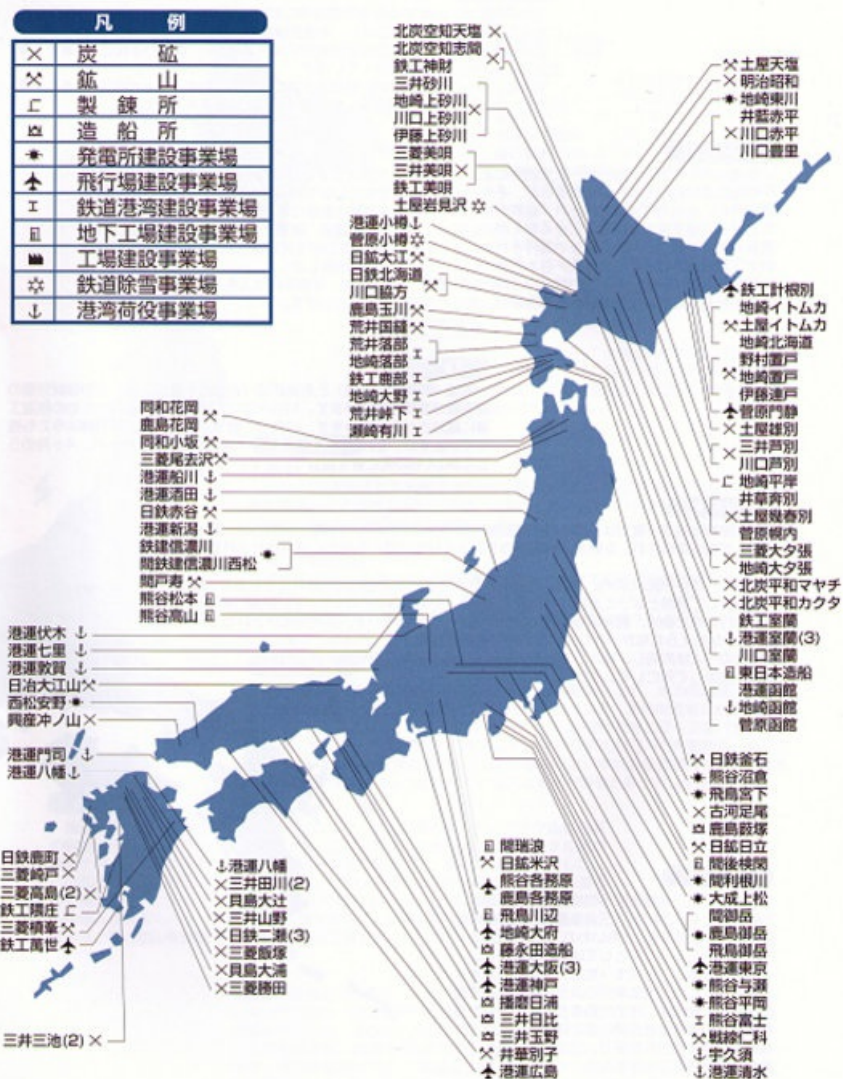 凡 例
炭 砿
鉱 山
製 錬 所
造 船 所
発電所建設事業場
飛行場建設事業場
鉄道港湾建設事業場
地下工場建設事業場
工場建設事業場
鉄道除雪事業場
港湾荷役事業場
北炭空知天塩
北炭空知志間
鉄工神財
三井砂川
地崎上砂川
川口上砂川
伊藤上砂川
三菱美唄
三井美唄
鉄工美唄
土屋岩見沢
港運小樽
菅原小樽
日鉱大江
日鉄北海道
川口脇方
鹿島玉川
荒井国縫
荒井落部
地崎落部
鉄工鹿部
地崎大野
荒井峠下
瀬崎有川
土屋天塩
明治昭和
地崎東川
井藍赤平
川口赤平
川口豊里
鉄工計根別
地崎イトムカ
土屋イトムカ
地崎北海道
野村置戸
地崎置戸
伊藤連戸
菅原門静
土屋雄別
三井芦別
川口芦別
地崎平岸
井草奔別
土屋幾春別
菅原幌内
三菱大夕張
地崎大夕張
北炭平和マヤチ
北炭平和カクタ
鉄工室蘭
港運室蘭(3)
川口室蘭
東日本造船
港運函館
地崎函館
菅原函館
同和花岡
鹿島花岡
同和小坂
三菱尾去沢
港運船川
港運酒田
日鉄赤谷
港運新潟
鉄建信濃川
間鉄建信濃川西松
間戸寿
熊谷松本
熊谷高山
港運伏木
港運七里
港運敦賀
日冶大江山
西松安野
興産冲ノ山
港運門司
港運八幡
日鉄鹿町
三菱崎戸
三菱高島(2)
鉄工隈庄
三菱槇峯
鉄工萬世
三井三池(2)
港運八幡
三井田川(2)
貝島大辻
三井山野
日鉄二瀬(3)
三菱飯塚
貝島大浦
三菱勝田
間瑞浪
日鉱米沢
熊谷各務原
鹿島各務原
飛鳥川辺
地崎大府
藤永田造船
港運大阪(3)
港運神戸
播磨日浦
三井日比
三井玉野
井華別子
港運広島
日鉄釜石
熊谷沼倉
飛鳥宮下
古河足尾
鹿島薮塚
日鉱日立
間後検閲
間利根川
大成上松
間御岳
鹿島御岳
飛鳥御岳
港運東京
熊谷与瀬
熊谷平岡
熊谷富士
戦線仁科
宇久須
港運清水